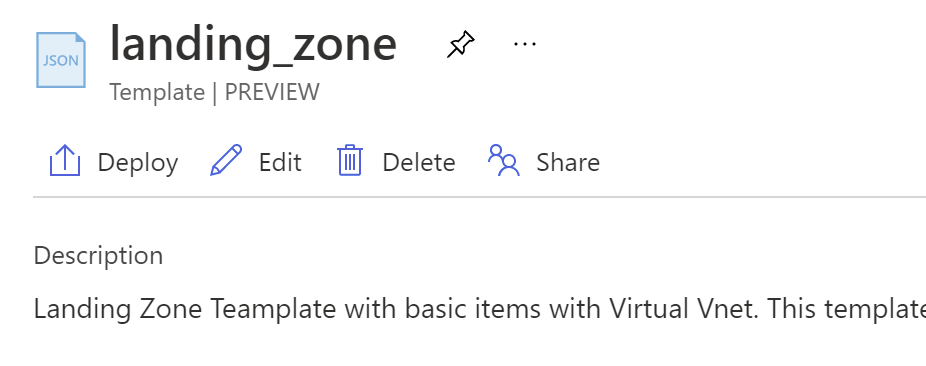 landing_zone
JSON
Template | PREVIEW
Deploy Edit Delete Share
Description
Landing Zone Teamplate with basic items with Virtual Vnet. This template